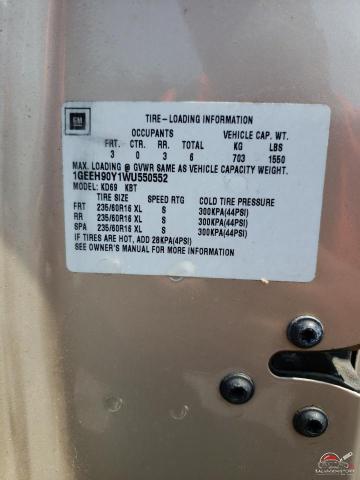 GM
TIRE-LOADING INFORMATION
OCCUPANTS VEHICLE CAP. WT.
FRT. CTR. RR. TOTAL KG LBS
3 0 3 6 703 1550
MAX. LOADING @ GVWR SAME AS VEHICLE CAPACITY WEIGHT.
1GEEH90Y1WU550552
MODEL: KD69 KBT
TIRE SIZE SPEED RTG COLD TIRE PRESSURE
FRT 235/60R16 XL S 300KPA(44PSI)
RR 235/60R16 XL S 300KPA(44PSI)
SPA 235/60R16 XL S 300KPA(44PSI)
IF TIRES ARE HOT, ADD 28KPA(4PSI)
SEE OWNER'S MANUAL FOR MORE INFORMATION